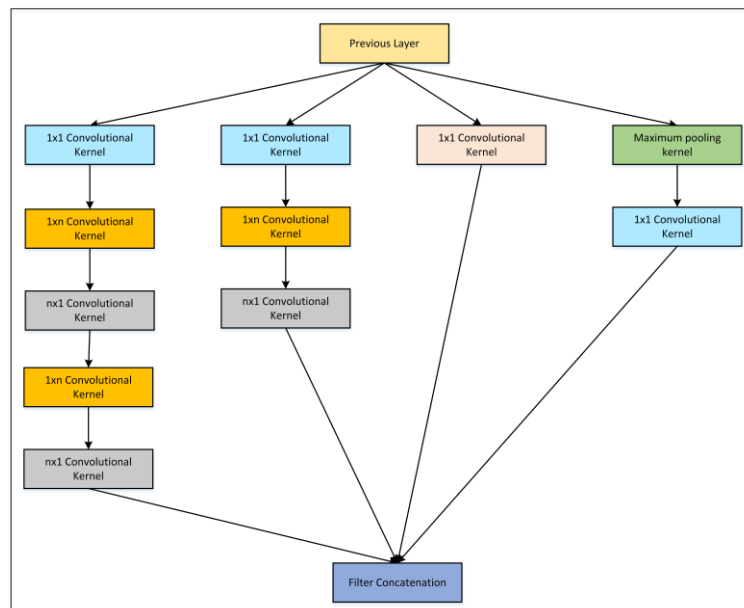 Previous Layer
1x1 Convolutional
Kernel
1x1 Convolutional
Kernel
1x1 Convolutional
Kernel
Maximum pooling
kernel
1xn Convolutional
Kernel
1xn Convolutional
Kernel
1x1 Convolutional
Kernel
nx1 Convolutional
Kernel
nx1 Convolutional
Kernel
1xn Convolutional
Kernel
nx1 Convolutional
Kernel
Filter Concatenation